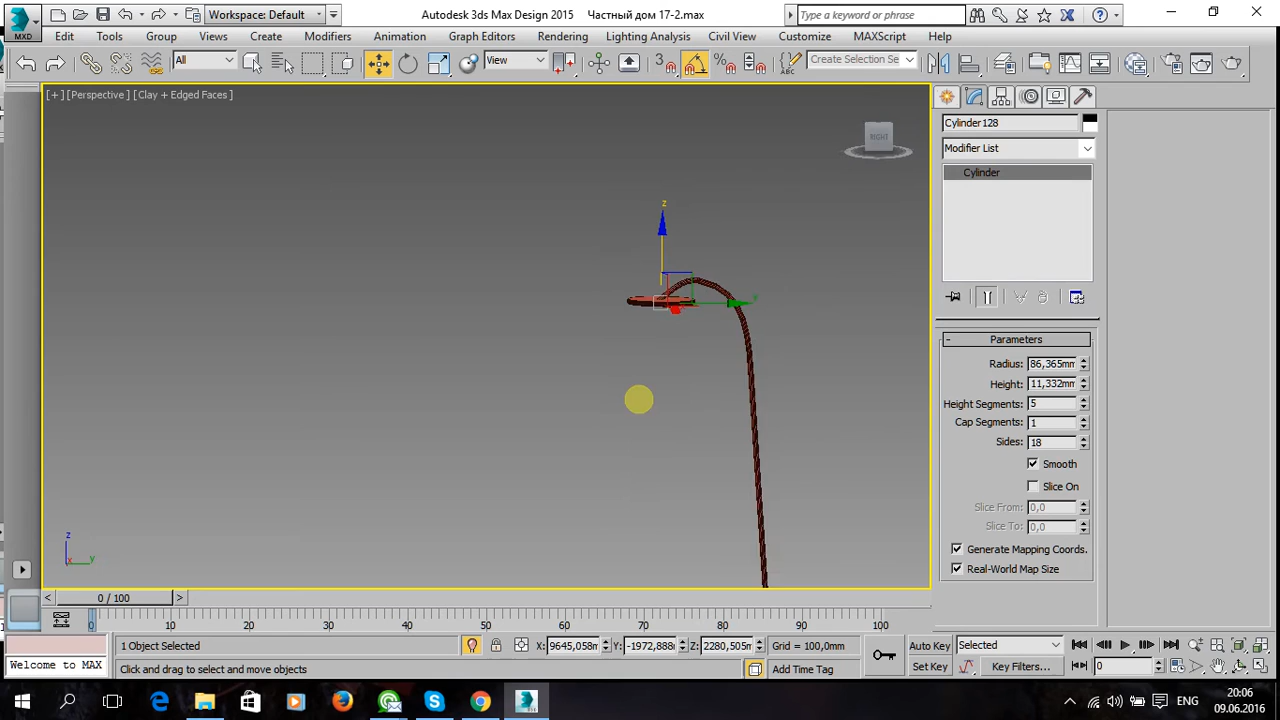 MXD
Workspace: Default
Autodesk 3ds Max Design 2015
Частный дом 17-2.max
Type a keyword or phrase
Edit Tools Group Views Create Modifiers Animation Graph Editors Rendering Lighting Analysis Civil View Customize MAXScript Help
All
View
3
Create Selection Se
[+] [Perspective] [Clay + Edged Faces]
RIGHT
z
y
z
x y
Cylinder128
Modifier List
Cylinder
Parameters
Radius: 86,365mm
Height: 11,332mm
Height Segments: 5
Cap Segments: 1
Sides: 18
Smooth
Slice On
Slice From: 0,0
Slice To: 0,0
Generate Mapping Coords.
Real-World Map Size
0 / 100
0 10 20 30 40 50 60 70 80 90 100
1 Object Selected
X: 9645,058m
Y: -1972,888m
Z: 2280,505m
Grid = 100,0mm
Auto Key
Selected
Welcome to MAX
Click and drag to select and move objects
Add Time Tag
Set Key
Key Filters...
0
ENG
20:06
09.06.2016